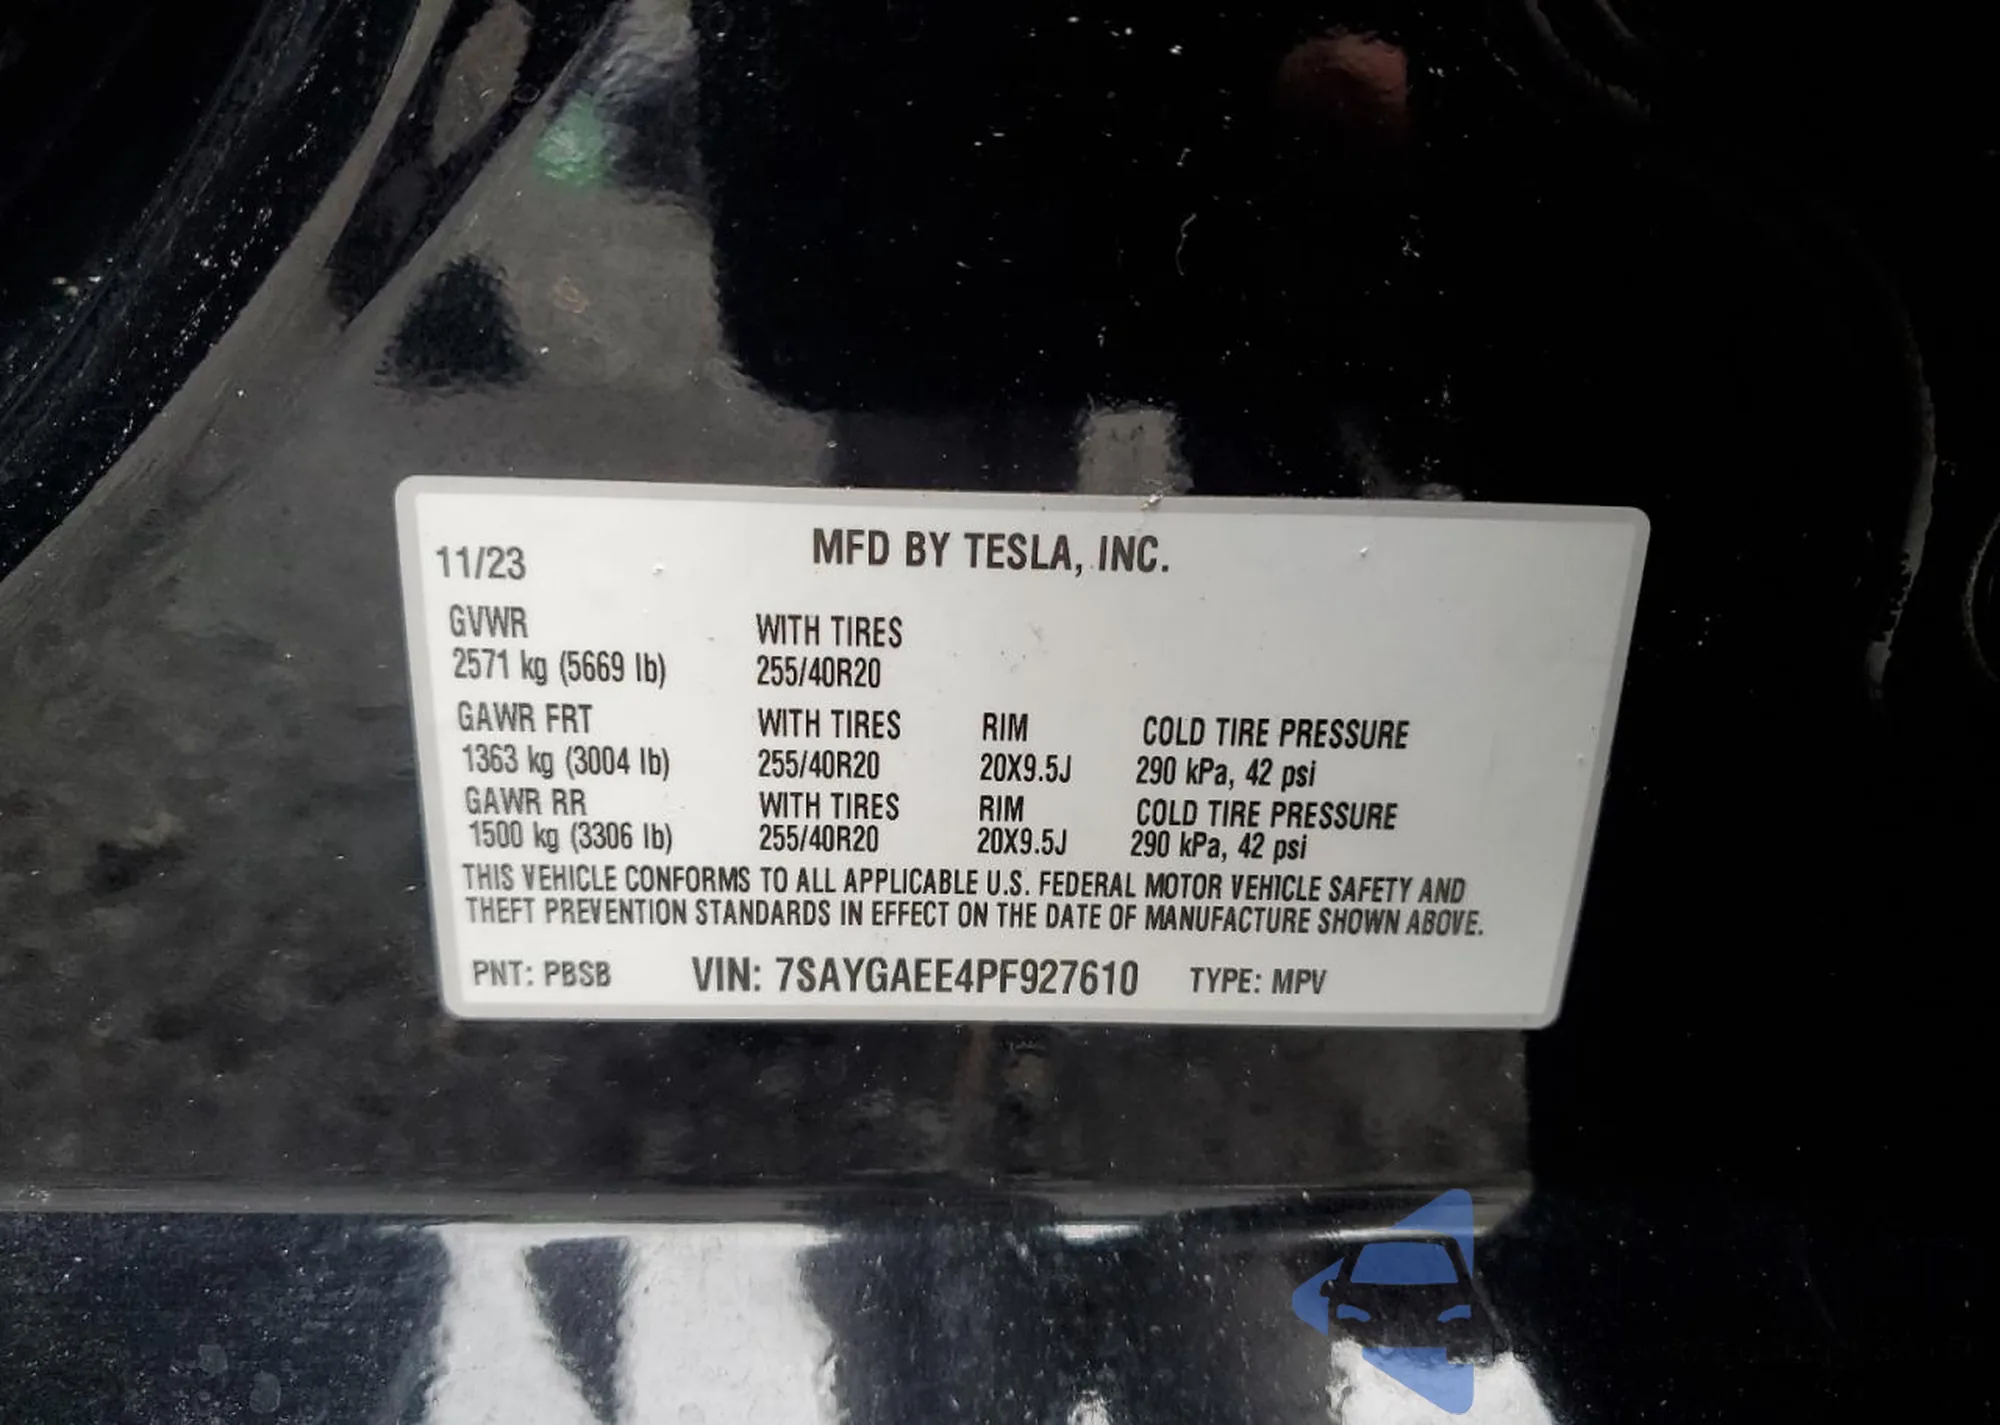 MFD BY TESLA, INC.
11/23
GVWR WITH TIRES
2571 kg (5669 lb) 255/40R20
GAWR FRT WITH TIRES RIM COLD TIRE PRESSURE
1363 kg (3004 lb) 255/40R20 20X9.5J 290 kPa, 42 psi
GAWR RR WITH TIRES RIM COLD TIRE PRESSURE
1500 kg (3306 lb) 255/40R20 20X9.5J 290 kPa, 42 psi
THIS VEHICLE CONFORMS TO ALL APPLICABLE U.S. FEDERAL MOTOR VEHICLE SAFETY AND
THEFT PREVENTION STANDARDS IN EFFECT ON THE DATE OF MANUFACTURE SHOWN ABOVE.
PNT: PBSB VIN: 7SAYGAEE4PF927610 TYPE: MPV